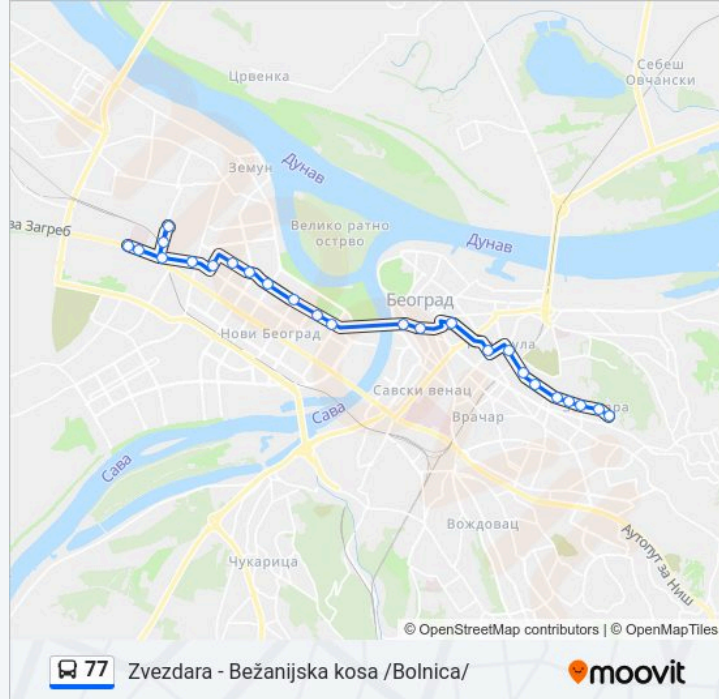 Црвенка
Себеш
Овчански
Дунав
Земун
за Загреб
Велико ратно
острво
Дунав
Београд
Нови Београд
Савски венац
Сава
Врачар
Сава
Вождовац
Аутопут за Ниш
Чукарица
© OpenStreetMap contributors | © OpenMapTiles
77 Zvezdara - Bežanijska kosa /Bolnica/
moovit